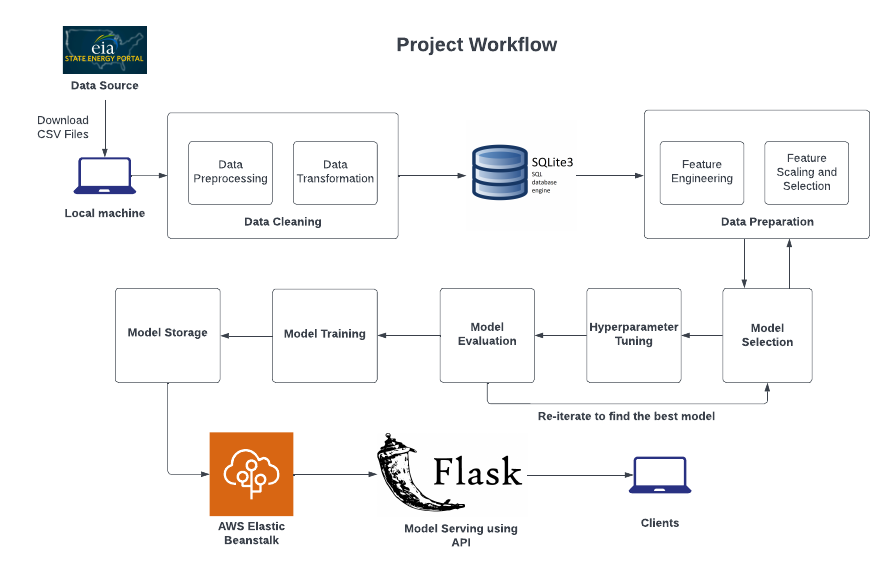 Project Workflow
eia
STATE ENERGY PORTAL
Data Source
Download
CSV Files
Local machine
Data
Preprocessing
Data
Transformation
Data Cleaning
SQLite3
SQL
database
engine
Feature
Engineering
Feature
Scaling and
Selection
Data Preparation
Model
Selection
Hyperparameter
Tuning
Model
Evaluation
Model Training
Model Storage
Re-iterate to find the best model
AWS Elastic
Beanstalk
Flask
Model Serving using
API
Clients